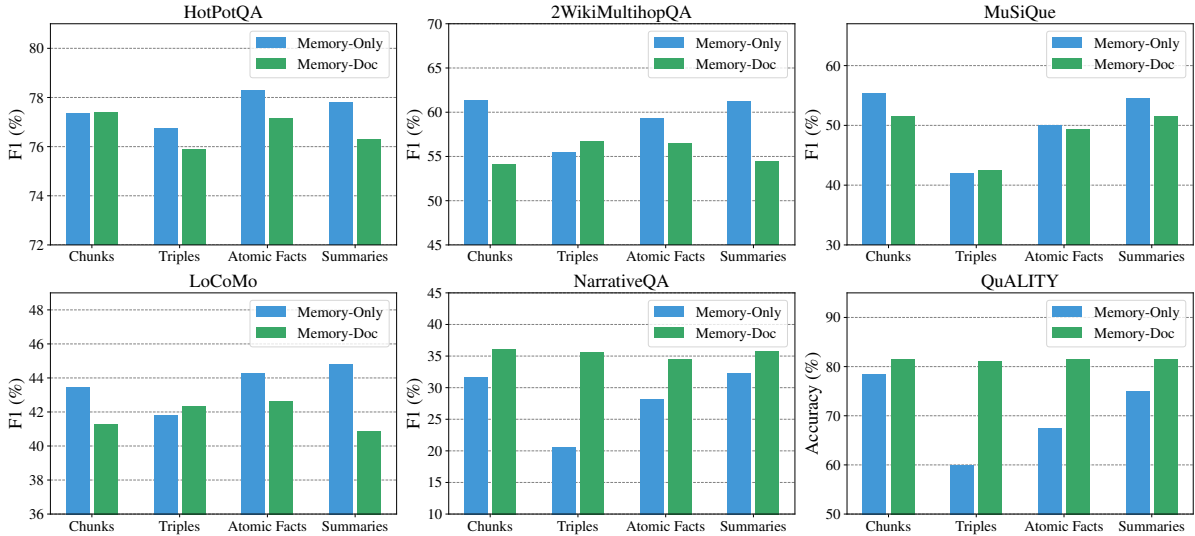 HotPotQA
F1 (%)
80
78
76
74
72
Memory-Only
Memory-Doc
Chunks Triples Atomic Facts Summaries
2WikiMultihopQA
F1 (%)
70
65
60
55
50
45
Memory-Only
Memory-Doc
Chunks Triples Atomic Facts Summaries
MuSiQue
F1 (%)
60
50
40
30
Memory-Only
Memory-Doc
Chunks Triples Atomic Facts Summaries
LoCoMo
F1 (%)
48
46
44
42
40
38
36
Memory-Only
Memory-Doc
Chunks Triples Atomic Facts Summaries
NarrativeQA
F1 (%)
45
40
35
30
25
20
15
10
Memory-Only
Memory-Doc
Chunks Triples Atomic Facts Summaries
QuALITY
Accuracy (%)
90
80
70
60
50
Memory-Only
Memory-Doc
Chunks Triples Atomic Facts Summaries